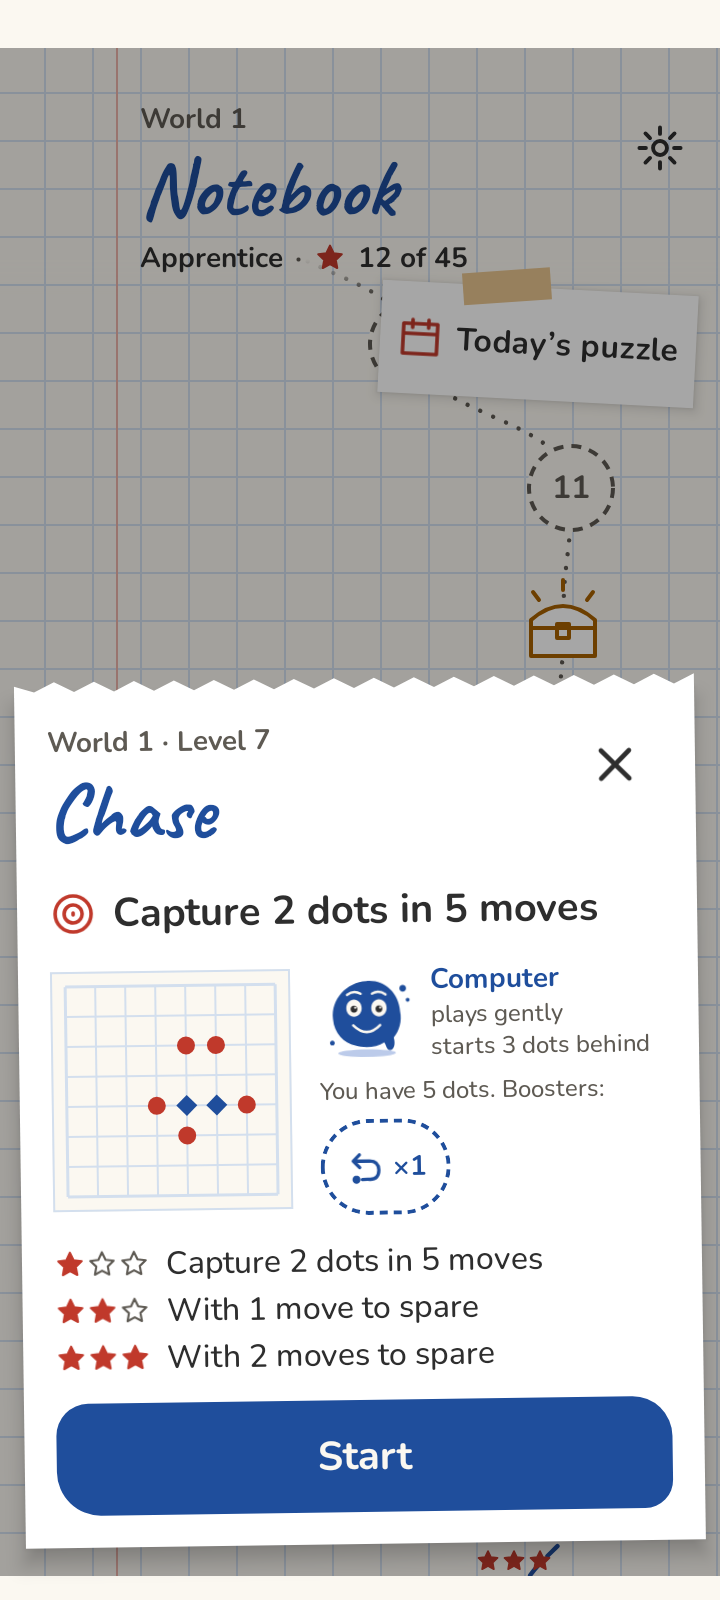 World 1
Notebook
Apprentice · 12 of 45
Today's puzzle
11
World 1 · Level 7
Chase
Capture 2 dots in 5 moves
Computer
plays gently
starts 3 dots behind
You have 5 dots. Boosters:
×1
Capture 2 dots in 5 moves
With 1 move to spare
With 2 moves to spare
Start